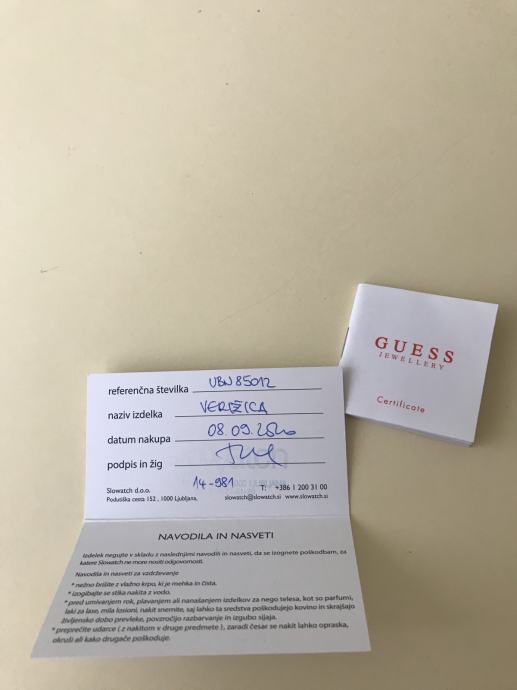 GUESS
JEWELLERY
Certificate
referenčna številka UBN85012
naziv izdelka VERIŽICA
datum nakupa 08.09.2020
podpis in žig
14-981
Slowatch d.o.o. T: +386 1 200 31 00
Poduška cesta 152, 1000 Ljubljana, slowatch@slowatch.si www.slowatch.si
NAVODILA IN NASVETI
Izdelek negujte v skladu z naslednjimi navodili in nasveti, da se izognete poškodbam, za
katere Slowatch ne more nositi odgovornosti.
Navodila in nasveti za vzdrževanje
* nežno brišite z vlažno krpo, ki je mehka in čista.
* izogibajte se stika nakita z vodo.
* pred umivanjem rok, plavanjem ali nanašanjem izdelkov za nego telesa, kot so parfumi,
laki za lase, mila losioni, nakit snemite, saj lahko ta sredstva poškodujejo kovino in skrajšajo
življensko dobo prevleke, povzročijo razbarvanje in izgubo sijaja.
* preprečite udarce ( z nakitom v druge predmete ), zaradi česar se nakit lahko opraska,
okruši ali kako drugače poškoduje.